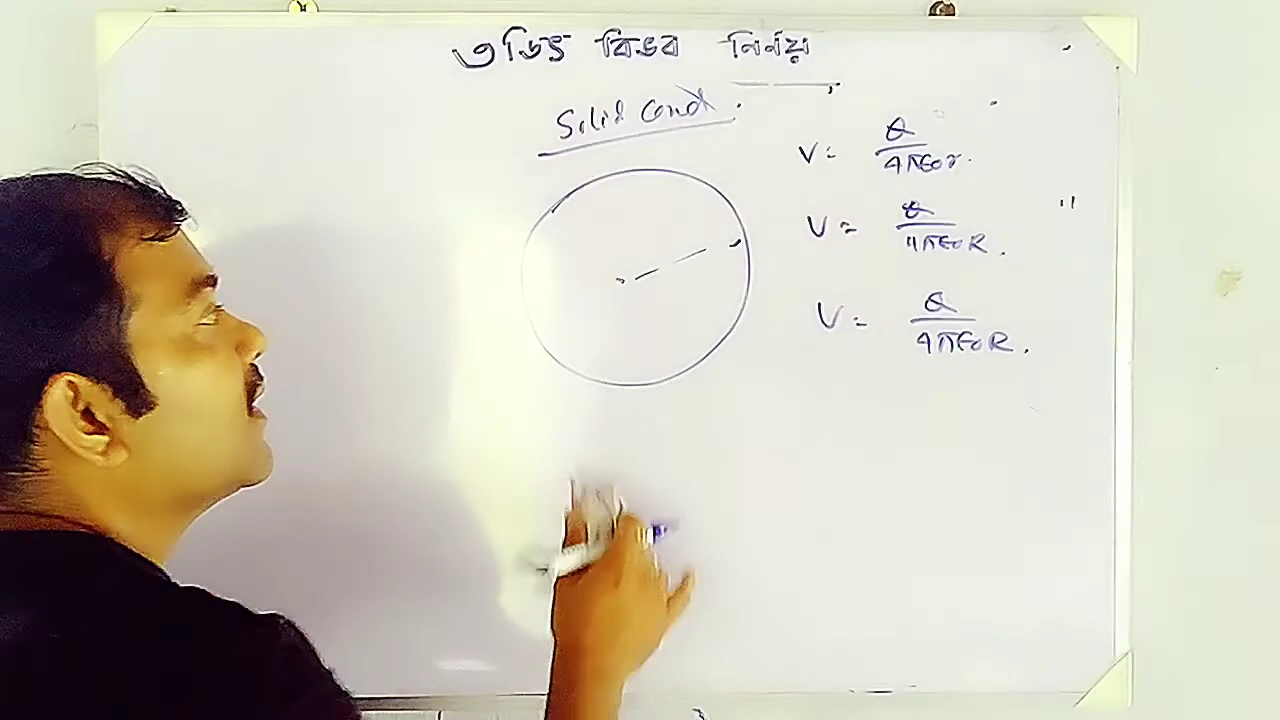 তড়িৎ বিভব নির্ণয়
Solid Cond.
V = Q / 4πϵ₀r.
V = Q / 4πϵ₀R.
"
V = Q / 4πϵ₀R.